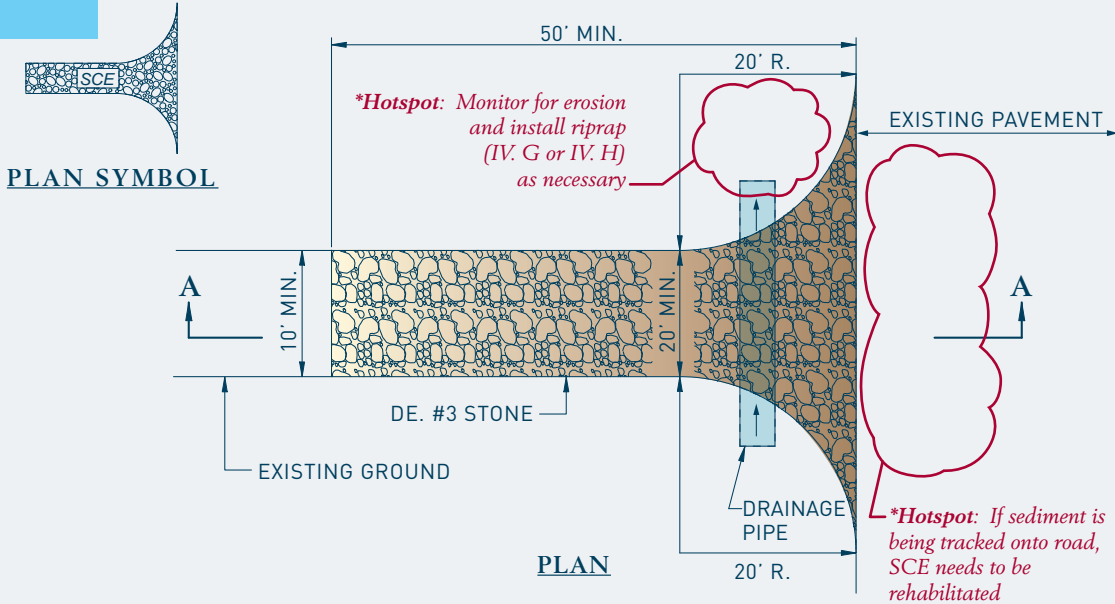 50' MIN.
20' R.
SCE
*Hotspot: Monitor for erosion
and install riprap
(IV. G or IV. H)
as necessary
EXISTING PAVEMENT
PLAN SYMBOL
A
10' MIN.
20' MIN.
A
DE. #3 STONE
EXISTING GROUND
DRAINAGE
PIPE
*Hotspot: If sediment is
being tracked onto road,
SCE needs to be
rehabilitated
PLAN
20' R.